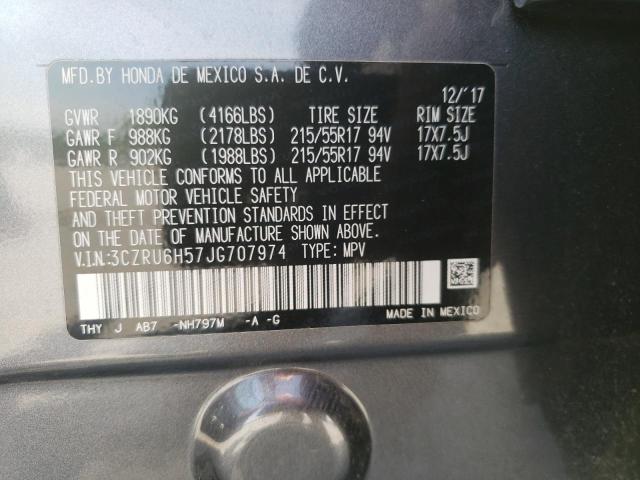 MFD.BY HONDA DE MEXICO S.A. DE C.V.
12/'17
GVWR 1890KG (4166LBS) TIRE SIZE RIM SIZE
GAWR F 988KG (2178LBS) 215/55R17 94V 17X7.5J
GAWR R 902KG (1988LBS) 215/55R17 94V 17X7.5J
THIS VEHICLE CONFORMS TO ALL APPLICABLE
FEDERAL MOTOR VEHICLE SAFETY
AND THEFT PREVENTION STANDARDS IN EFFECT
ON THE DATE OF MANUFACTURE SHOWN ABOVE.
V.I.N.:3CZRU6H57JG707974 TYPE: MPV
THY J AB7 -NH797M -A -G
MADE IN MEXICO